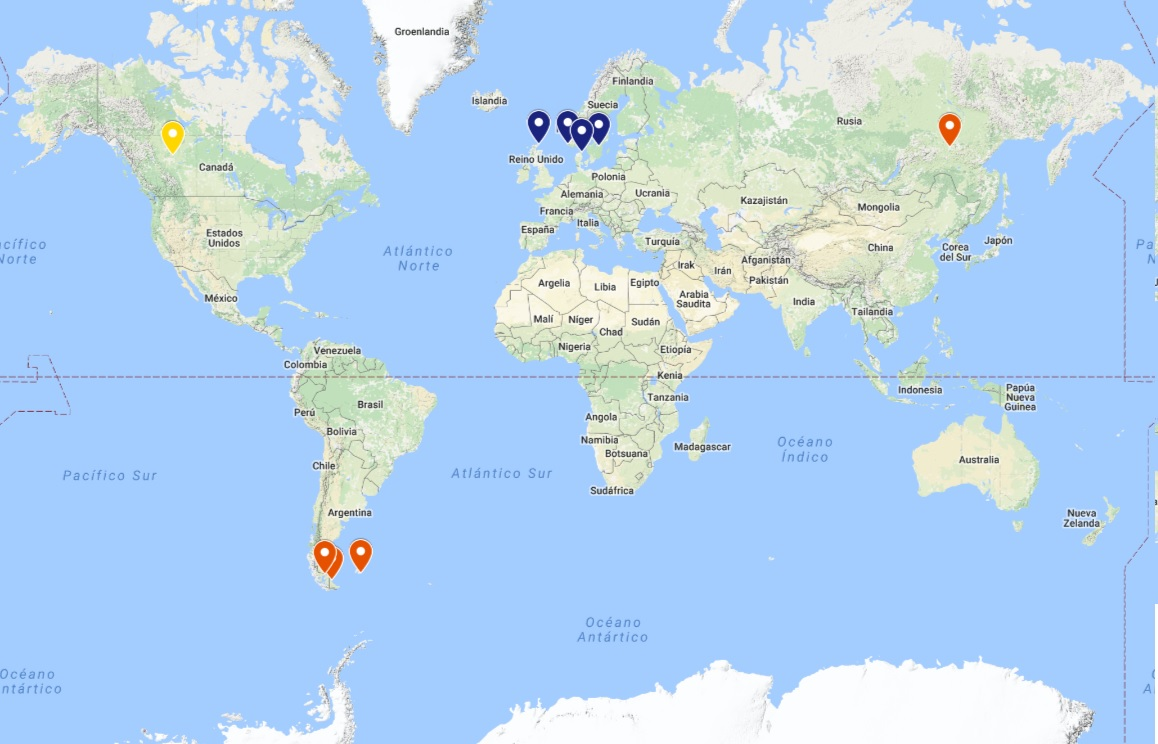 Groenlandia
Islandia
Finlandia
Suecia
Rusia
Reino Unido
Canadá
Polonia
Alemania
Ucrania
Kazajistán
Mongolia
Francia
Italia
España
Estados
Unidos
Turquía
China
Corea
del Sur
Japón
Atlántico
Norte
acífico
Norte
Pa
N
Afganistán
Irak
Irán
Pakistán
Argelia
Libia
Egipto
Arabia
Saudita
México
India
Tailandia
Malí
Níger
Sudán
Chad
Nigeria
Etiopía
Venezuela
Colombia
Kenia
Indonesia
Papúa
Nueva
Guinea
Tanzania
Perú
Brasil
Angola
Bolivia
Namibia
Botsuana
Madagascar
Océano
Índico
Chile
Pacífico Sur
Atlántico Sur
Australia
Sudáfrica
Argentina
Nueva
Zelanda
Océano
Antártico
Océano
ntártico